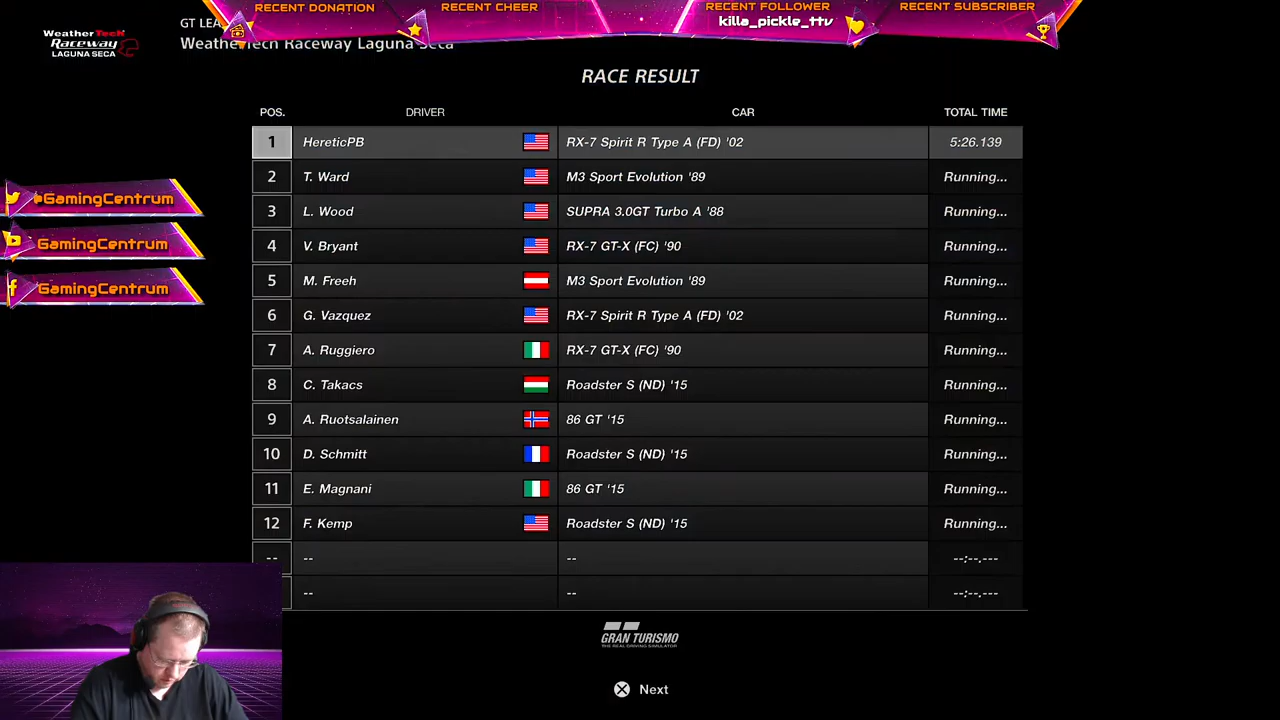 RECENT DONATION
RECENT CHEER
RECENT FOLLOWER
killa_pickle_ttv
RECENT SUBSCRIBER
GT LEA
WeatherTech Raceway Laguna Seca
WeatherTech
Raceway
LAGUNA SECA
RACE RESULT
POS. DRIVER CAR TOTAL TIME
1 HereticPB RX-7 Spirit R Type A (FD) '02 5:26.139
2 T. Ward M3 Sport Evolution '89 Running...
3 L. Wood SUPRA 3.0GT Turbo A '88 Running...
4 V. Bryant RX-7 GT-X (FC) '90 Running...
5 M. Freeh M3 Sport Evolution '89 Running...
6 G. Vazquez RX-7 Spirit R Type A (FD) '02 Running...
7 A. Ruggiero RX-7 GT-X (FC) '90 Running...
8 C. Takacs Roadster S (ND) '15 Running...
9 A. Ruotsalainen 86 GT '15 Running...
10 D. Schmitt Roadster S (ND) '15 Running...
11 E. Magnani 86 GT '15 Running...
12 F. Kemp Roadster S (ND) '15 Running...
-- -- -- --:--.---
-- -- --:--.---
@GamingCentrum
GamingCentrum
GamingCentrum
GRAN TURISMO
THE REAL DRIVING SIMULATOR
Next